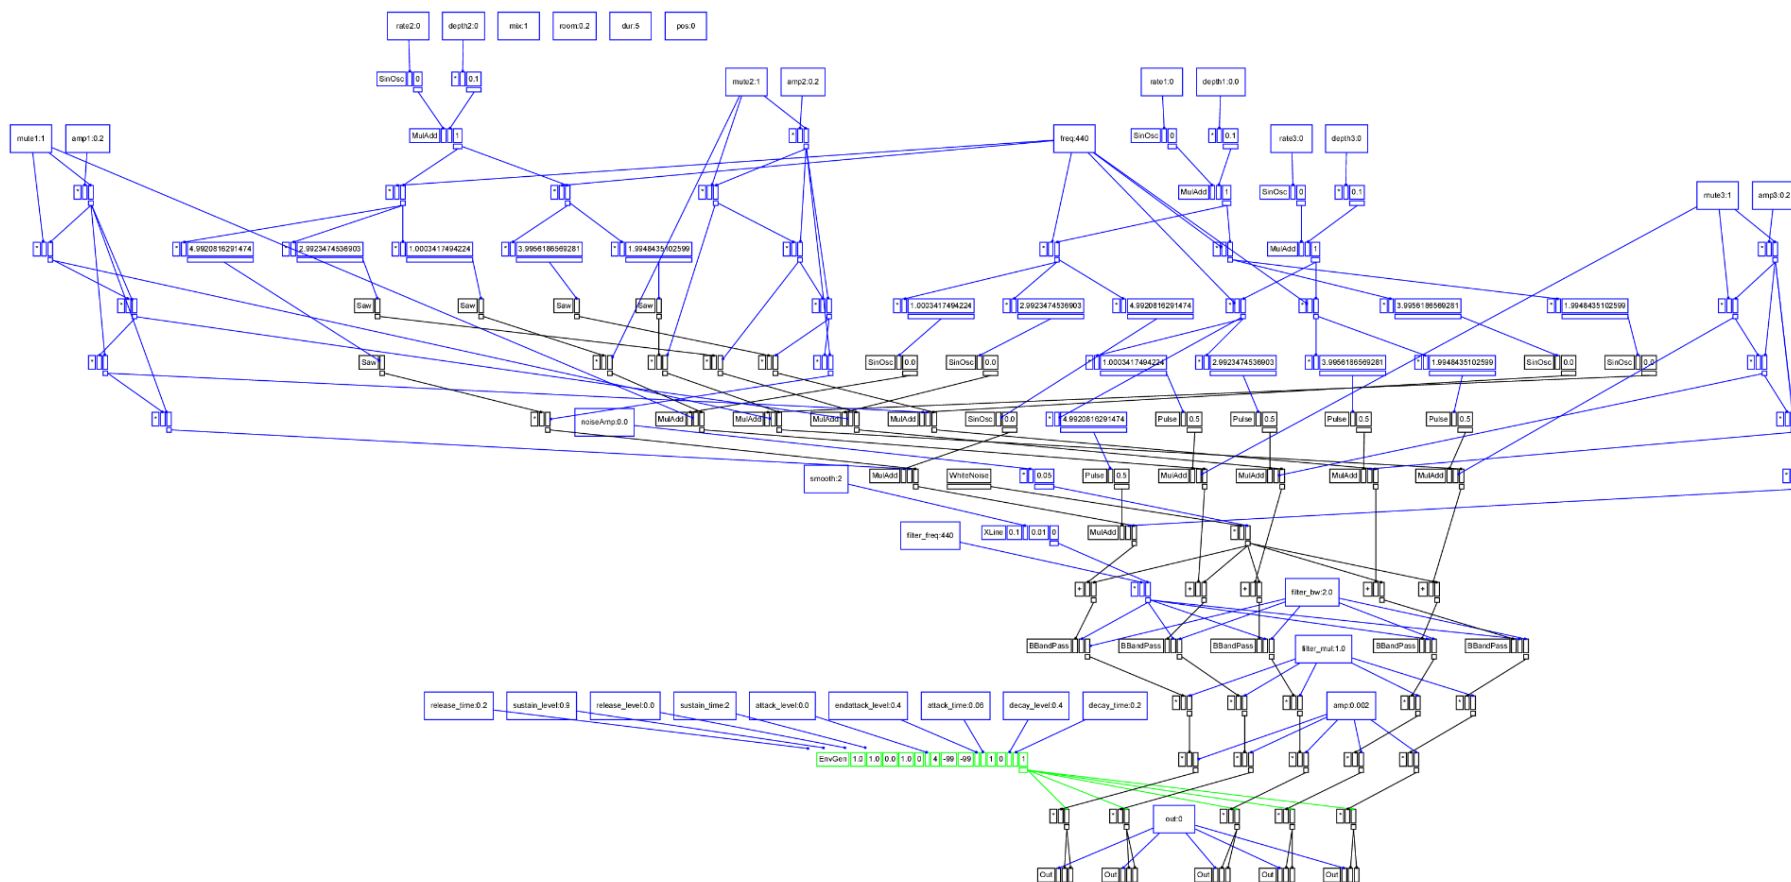 rate2:0 depth2:0 mix:1 room:0.2 dur:5 pos:0
SinOsc 0 * 0.1 mute2:1 amp2:0.2 rate1:0 depth1:0.0
mute1:1 amp1:0.2 MulAdd 1 * freq:440 SinOsc 0 * 0.1 rate3:0 depth3:0
* * * * MulAdd 1 SinOsc 0 * 0.1 mute3:1 amp3:0.2
* * 4.9920816291474 * 2.9923474536903 * 1.0003417494224 * 3.9956186569281 * 1.9948435102599 * * * MulAdd 1 *
* Saw Saw Saw Saw * * 1.0003417494224 * 2.9923474536903 * 4.9920816291474 * * * 3.9956186569281 * 1.9948435102599 *
* Saw * * * * * SinOsc 0.0 SinOsc 0.0 * 1.0003417494224 * 2.9923474536903 * 3.9956186569281 * 1.9948435102599 SinOsc 0.0 SinOsc 0.0 *
* * noiseAmp:0.0 MulAdd MulAdd MulAdd MulAdd SinOsc 0.0 * 4.9920816291474 Pulse 0.5 Pulse 0.5 Pulse 0.5 Pulse 0.5 *
smooth:2 MulAdd WhiteNoise * 0.05 Pulse 0.5 MulAdd MulAdd MulAdd MulAdd *
filter_freq:440 XLine 0.1 0.01 0 MulAdd *
+ * + + filter_bw:2.0 + +
BBandPass BBandPass BBandPass filter_mul:1.0 BBandPass BBandPass
release_time:0.2 sustain_level:0.9 release_level:0.0 sustain_time:2 attack_level:0.0 endattack_level:0.4 attack_time:0.06 decay_level:0.4 decay_time:0.2 * * * amp:0.002 * *
EnvGen 1.0 1.0 0.0 1.0 0 4 -99 -99 1 0 1 * * * * *
* * out:0 * * *
Out Out Out Out Out